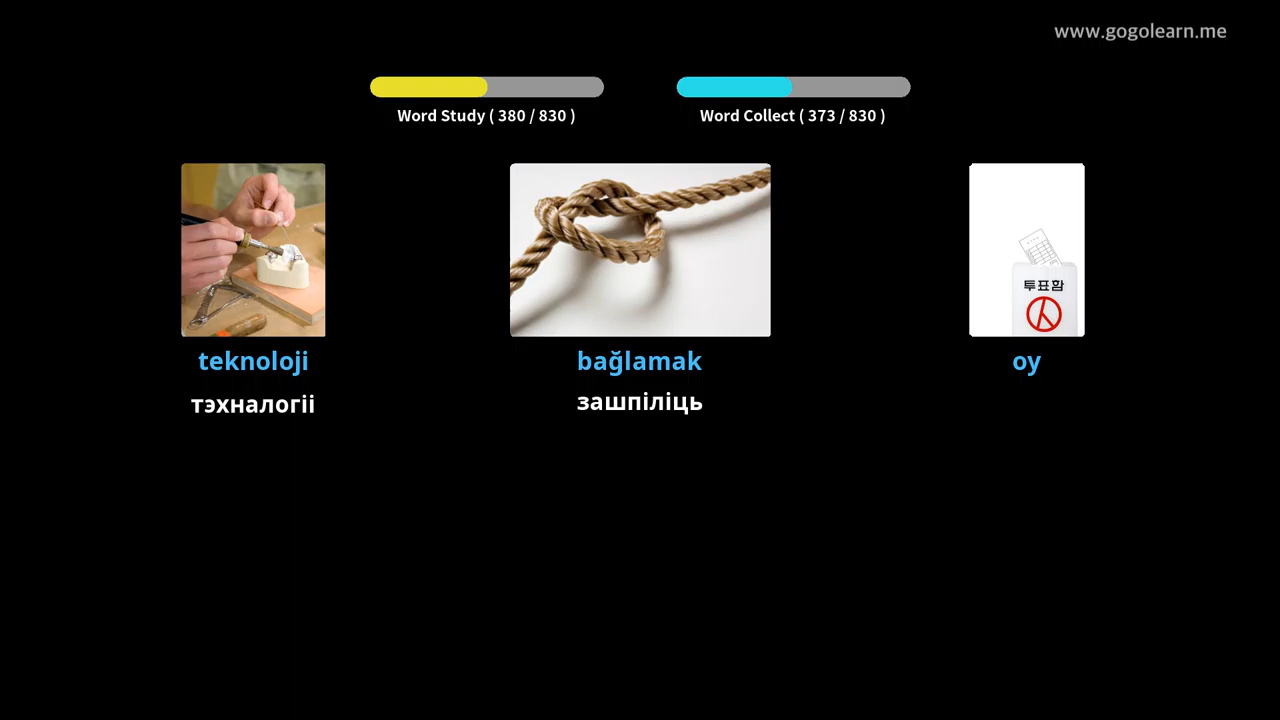 www.gogolearn.me
Word Study ( 380 / 830 )
Word Collect ( 373 / 830 )
투표함
teknoloji
bağlamak
oy
тэхналогіі
зашпіліць